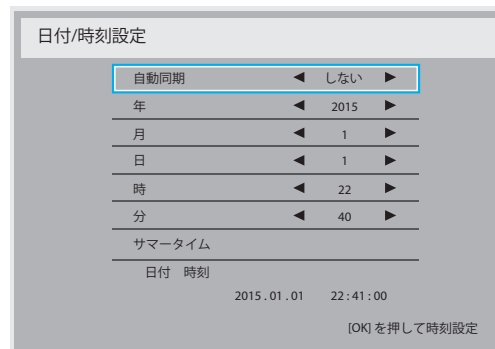 日付/時刻設定
自動同期 ◀ しない ▶
年 ◀ 2015 ▶
月 ◀ 1 ▶
日 ◀ 1 ▶
時 ◀ 22 ▶
分 ◀ 40 ▶
サマータイム
日付 時刻
2015 . 01 . 01 22 : 41 : 00
[OK] を押して時刻設定